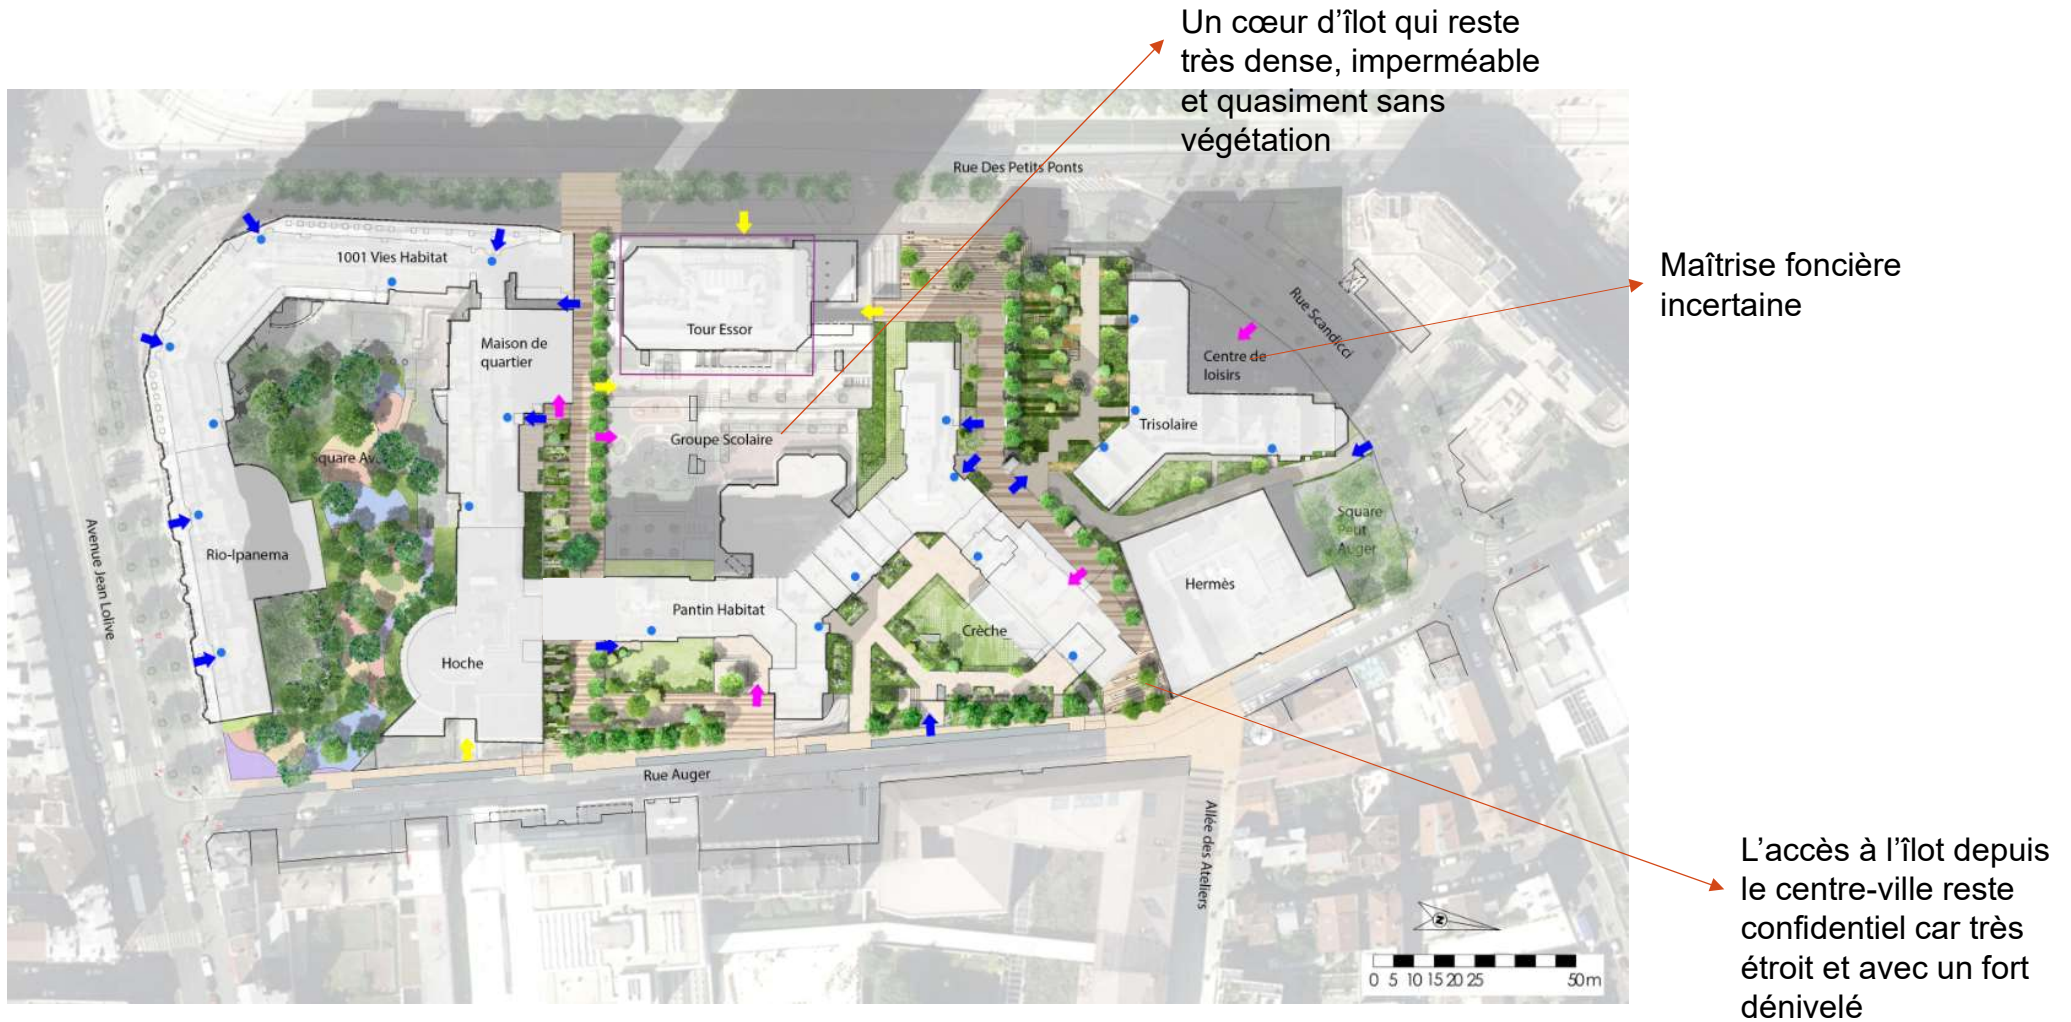 Un cœur d’îlot qui reste
très dense, imperméable
et quasiment sans
végétation
Rue Des Petits Ponts
Maîtrise foncière
incertaine
1001 Vies Habitat
Rue Scandicci
Tour Essor
Maison de
quartier
Centre de
loisirs
Trisolaire
Groupe Scolaire
Square
Avenue Jean Lolive
Rio-Ipanema
Square
Petit
Auger
Hermès
Pantin Habitat
Crèche
Hoche
Rue Auger
Allée des Ateliers
L’accès à l’îlot depuis
le centre-ville reste
confidentiel car très
étroit et avec un fort
dénivelé
N
0 5 10 15 20 25 50m